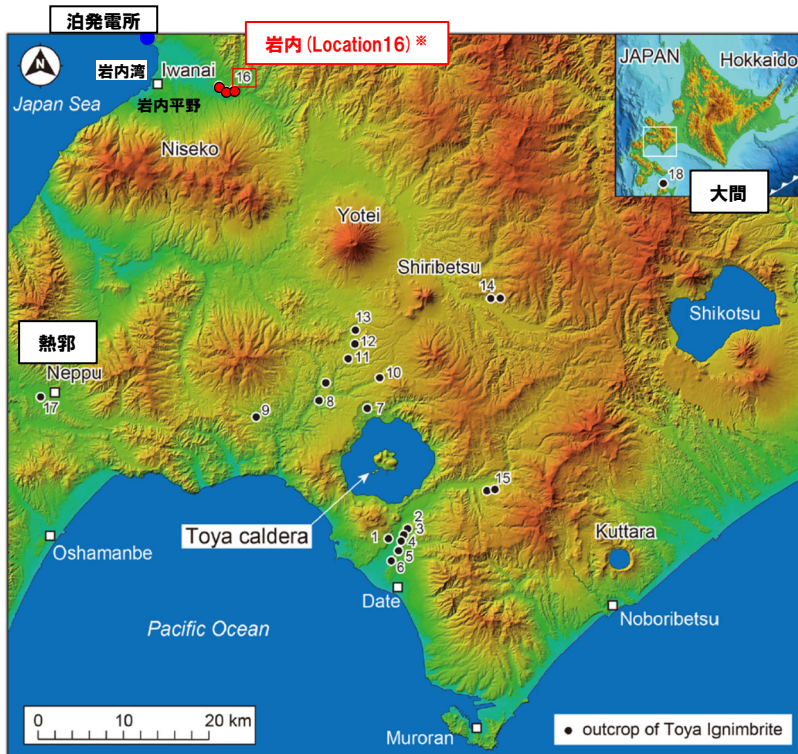 泊発電所
岩内(Location16)※
岩内湾
Iwanai
16
Japan Sea
岩内平野
JAPAN
Hokkaido
18
大間
Niseko
Yotei
Shiribetsu
14
Shikotsu
13
12
11
熱郛
Neppu
10
17
8
7
9
15
Toya caldera
2
3
1
4
5
6
Kuttara
Oshamanbe
Date
Noboribetsu
Pacific Ocean
0 10 20 km
Muroran
outcrop of Toya Ignimbrite
N